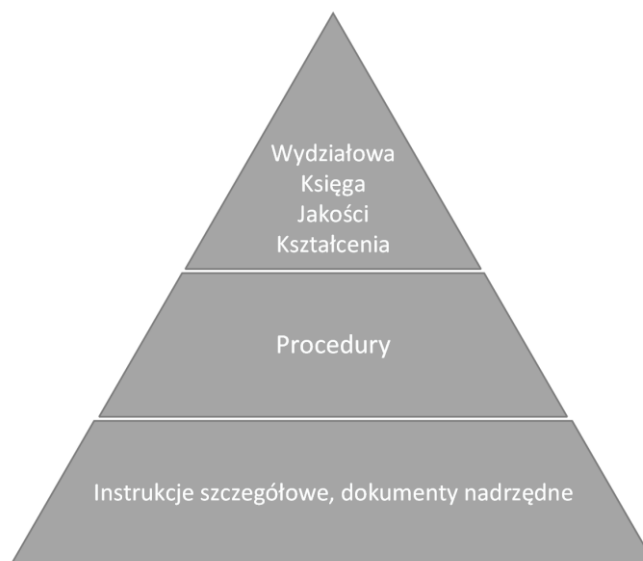 Wydziałowa
Księga
Jakości
Kształcenia
Procedury
Instrukcje szczegółowe, dokumenty nadrzędne